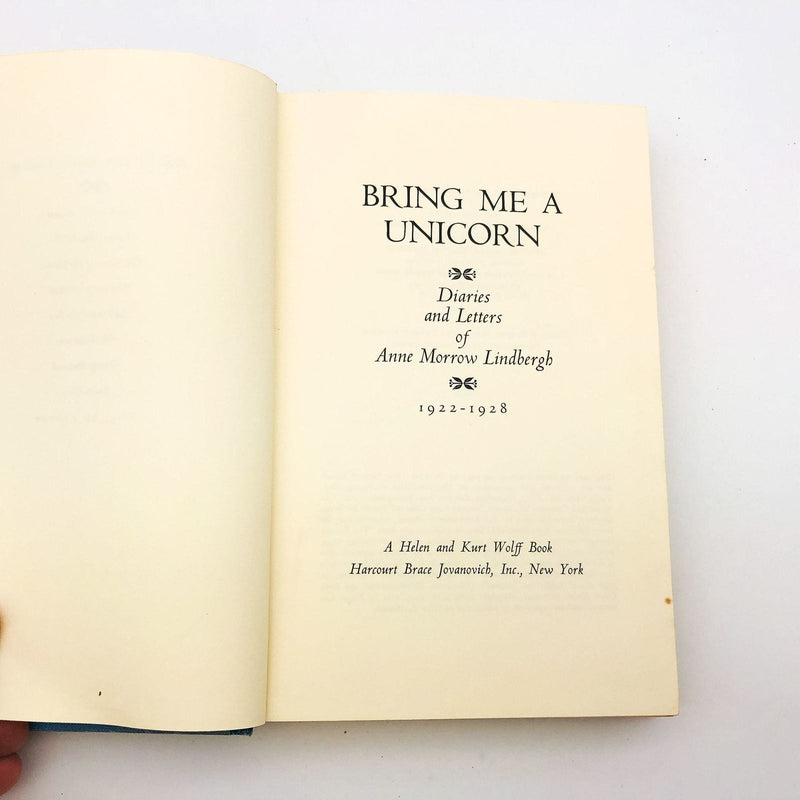 BRING ME A
UNICORN
Diaries
and Letters
of
Anne Morrow Lindbergh
1922-1928
A Helen and Kurt Wolff Book
Harcourt Brace Jovanovich, Inc., New York